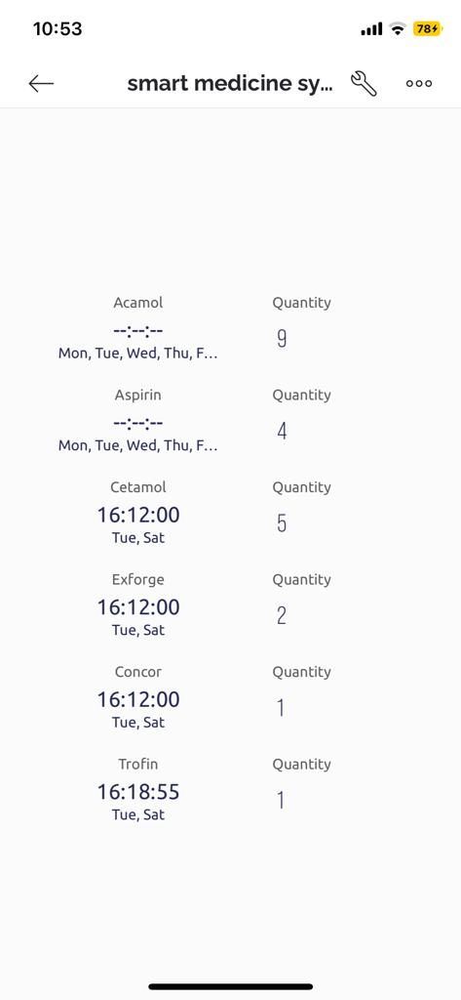 10:53
78
smart medicine sy...
Acamol Quantity
--:--:-- 9
Mon, Tue, Wed, Thu, F...
Aspirin Quantity
--:--:-- 4
Mon, Tue, Wed, Thu, F...
Cetamol Quantity
16:12:00 5
Tue, Sat
Exforge Quantity
16:12:00 2
Tue, Sat
Concor Quantity
16:12:00 1
Tue, Sat
Trofin Quantity
16:18:55 1
Tue, Sat